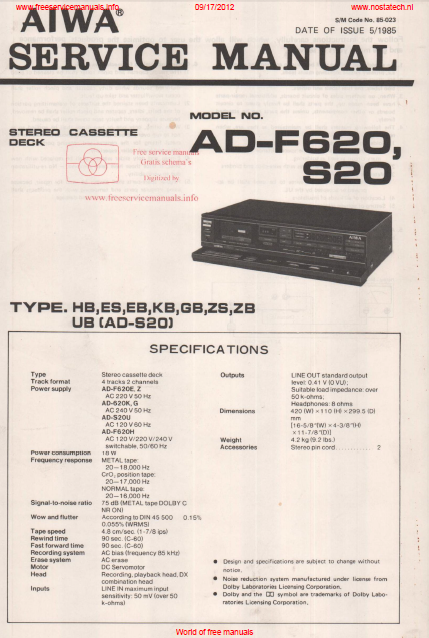 www.freeservicemanuals.info 09/17/2012 www.nostatech.nl
AIWA®
S/M Code No. 85-023
DATE OF ISSUE 5/1985
SERVICE MANUAL
MODEL NO.
STEREO CASSETTE
DECK
AD-F620,
S20
Free service manuals
Gratis schema's
Digitized by
www.freeservicemanuals.info
AIWA
TYPE. HB,ES,EB,KB,GB,ZS,ZB
UB (AD-S20)
SPECIFICATIONS
Type Stereo cassette deck
Track format 4 tracks 2 channels
Power supply AD-F620E, Z
AC 220 V 50 Hz
AD-620K, G
AC 240 V 50 Hz
AD-S20U
AC 120 V 60 Hz
AD-F620H
AC 120 V/220 V/240 V
switchable, 50/60 Hz
Power consumption 18 W
Frequency response METAL tape:
20—18,000 Hz
CrO₂ position tape:
20—17,000 Hz
NORMAL tape:
20—16,000 Hz
Signal-to-noise ratio 75 dB (METAL tape DOLBY C
NR ON)
Wow and flutter According to DIN 45 500 0.15%
0.055% (WRMS)
Tape speed 4.8 cm/sec. (1-7/8 ips)
Rewind time 90 sec. (C-60)
Fast forward time 90 sec. (C-60)
Recording system AC bias (frequency 85 kHz)
Erase system AC erase
Motor DC Servomotor
Head Recording, playback head, DX
combination head
Inputs LINE IN maximum input
sensitivity: 50 mV (over 50
k-ohms)
Outputs LINE OUT standard output
level: 0.41 V (0 VU);
Suitable load impedance: over
50 k-ohms;
Headphones: 8 ohms
Dimensions 420 (W) × 110 (H) × 299.5 (D)
mm
[16-5/8"(W) × 4-3/8"(H)
× 11-7/8"(D)]
Weight 4.2 kg (9.2 lbs.)
Accessories Stereo pin cord ............ 2
● Design and specifications are subject to change without
notice.
● Noise reduction system manufactured under license from
Dolby Laboratories Licensing Corporation.
● Dolby and the symbol are trademarks of Dolby Labo-
ratories Licensing Corporation.
World of free manuals